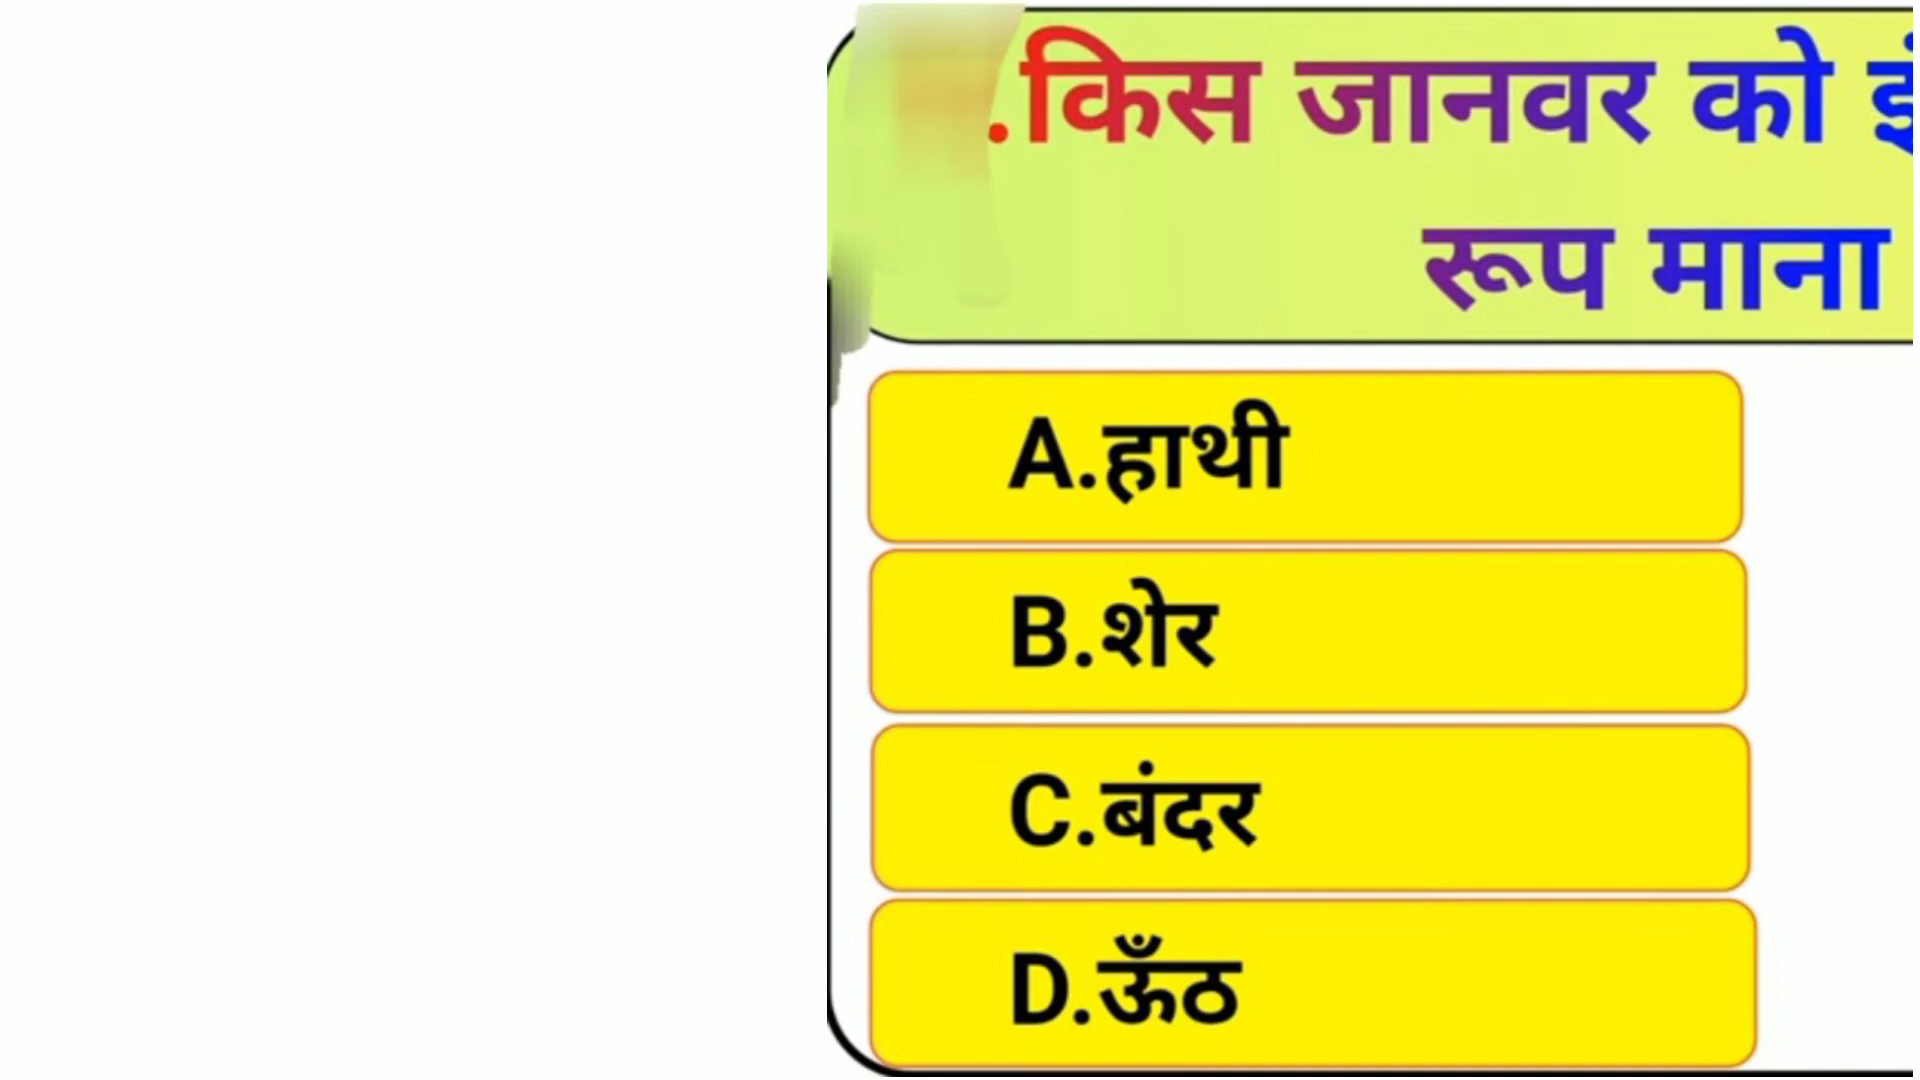 .किस जानवर को
रूप माना
A.हाथी
B.शेर
C.बंदर
D.ऊँठ